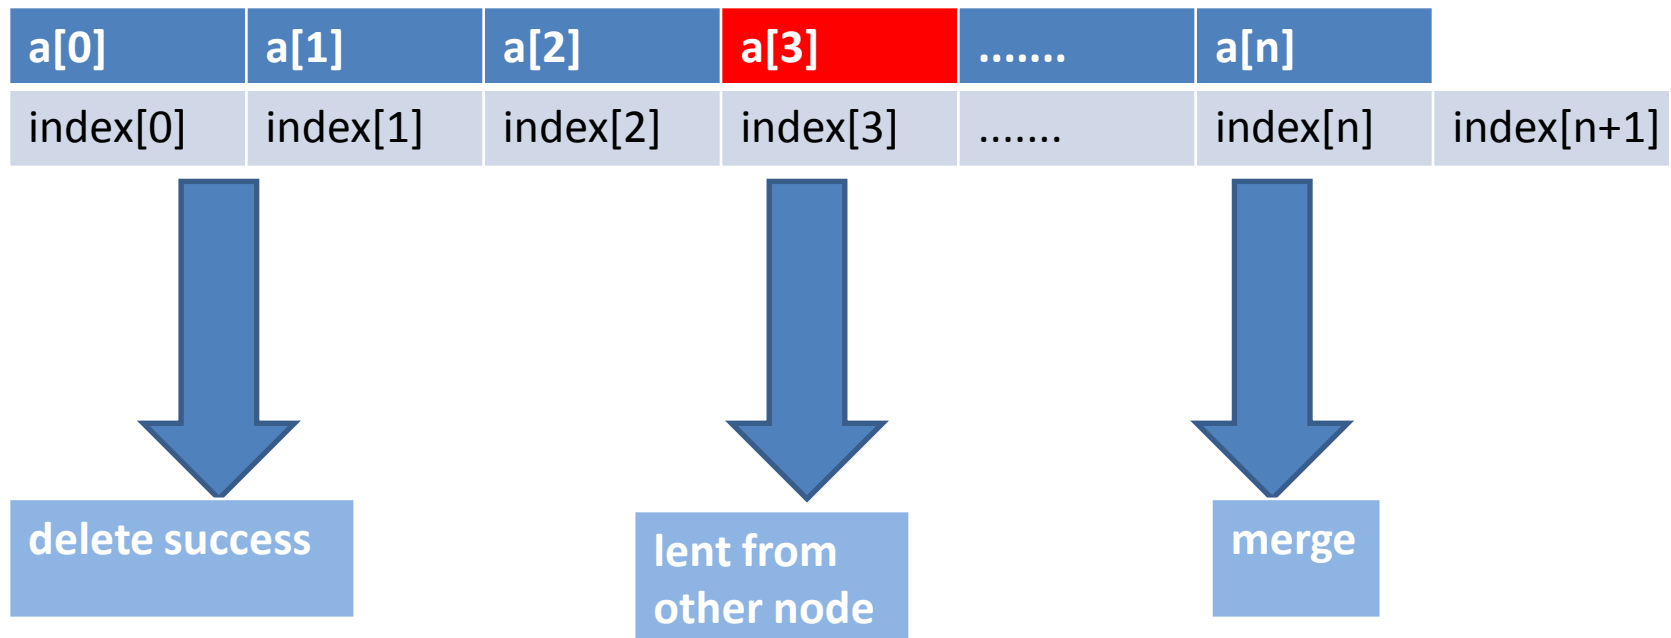 a[0] a[1] a[2] a[3] ....... a[n]
index[0] index[1] index[2] index[3] ....... index[n] index[n+1]
delete success
lent from
other node
merge